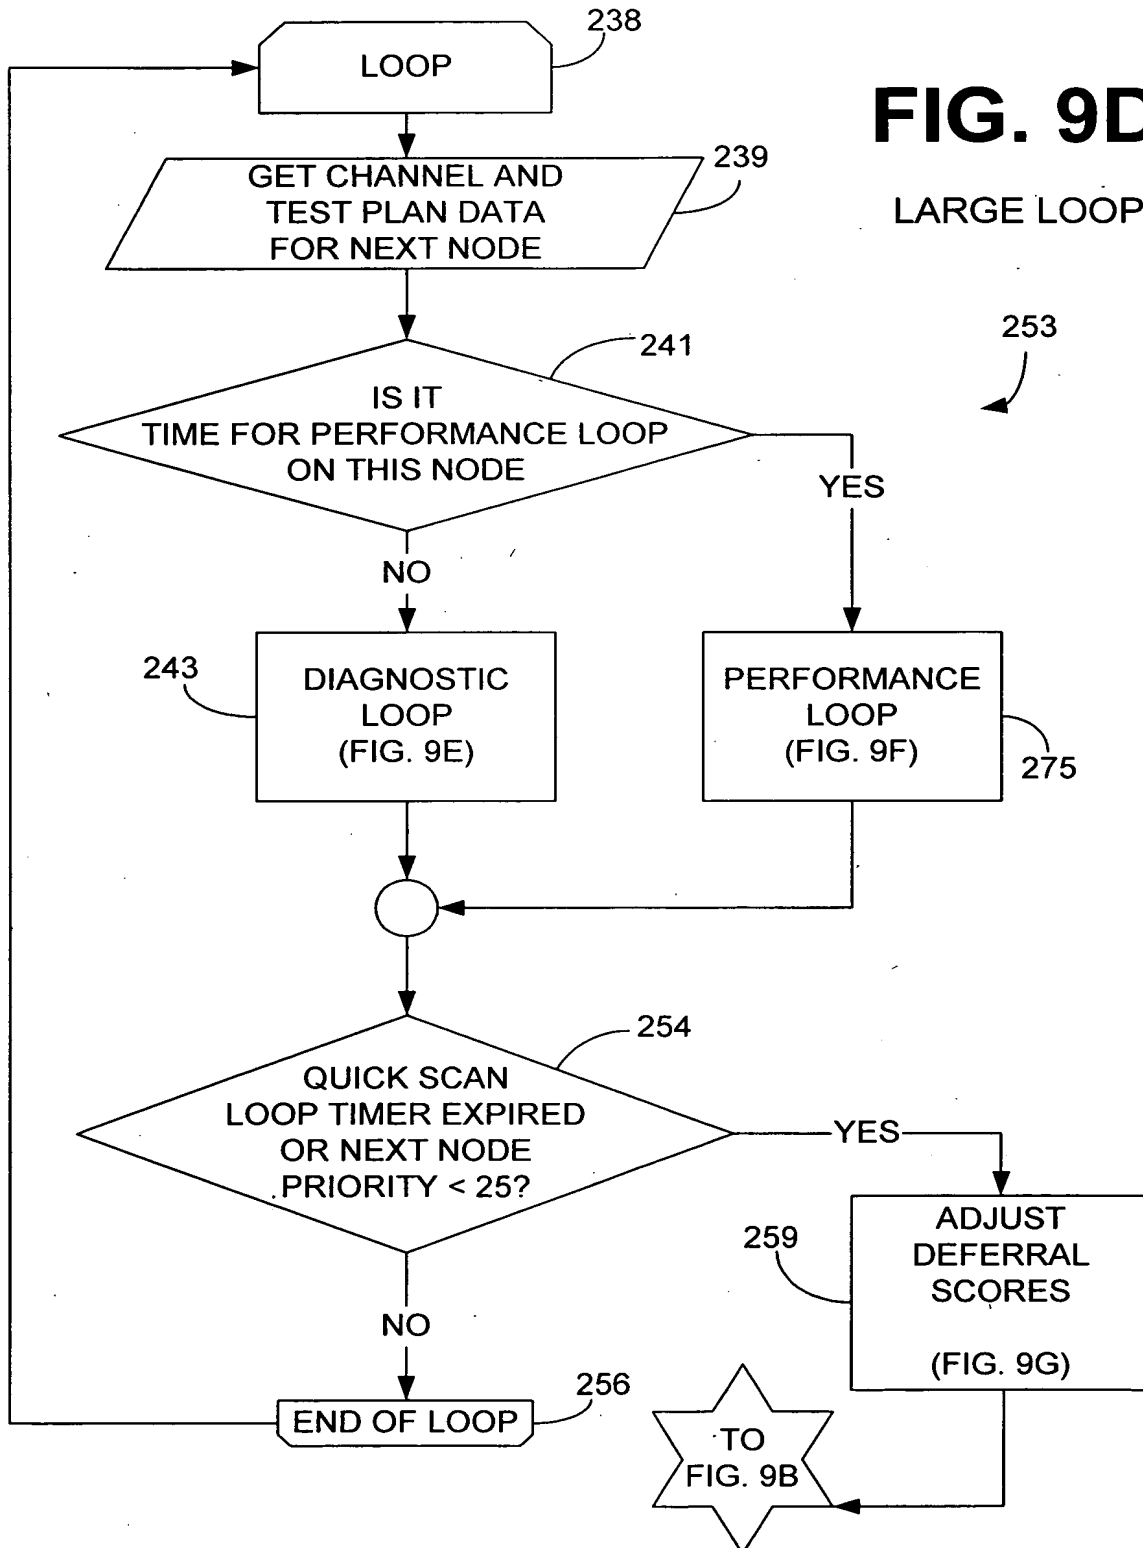 238
LOOP
FIG. 9D
LARGE LOOP
239
GET CHANNEL AND
TEST PLAN DATA
FOR NEXT NODE
253
241
IS IT
TIME FOR PERFORMANCE LOOP
ON THIS NODE
YES
NO
243
DIAGNOSTIC
LOOP
(FIG. 9E)
PERFORMANCE
LOOP
(FIG. 9F)
275
254
QUICK SCAN
LOOP TIMER EXPIRED
OR NEXT NODE
PRIORITY < 25?
YES
259
ADJUST
DEFERRAL
SCORES
(FIG. 9G)
NO
256
END OF LOOP
TO
FIG. 9B